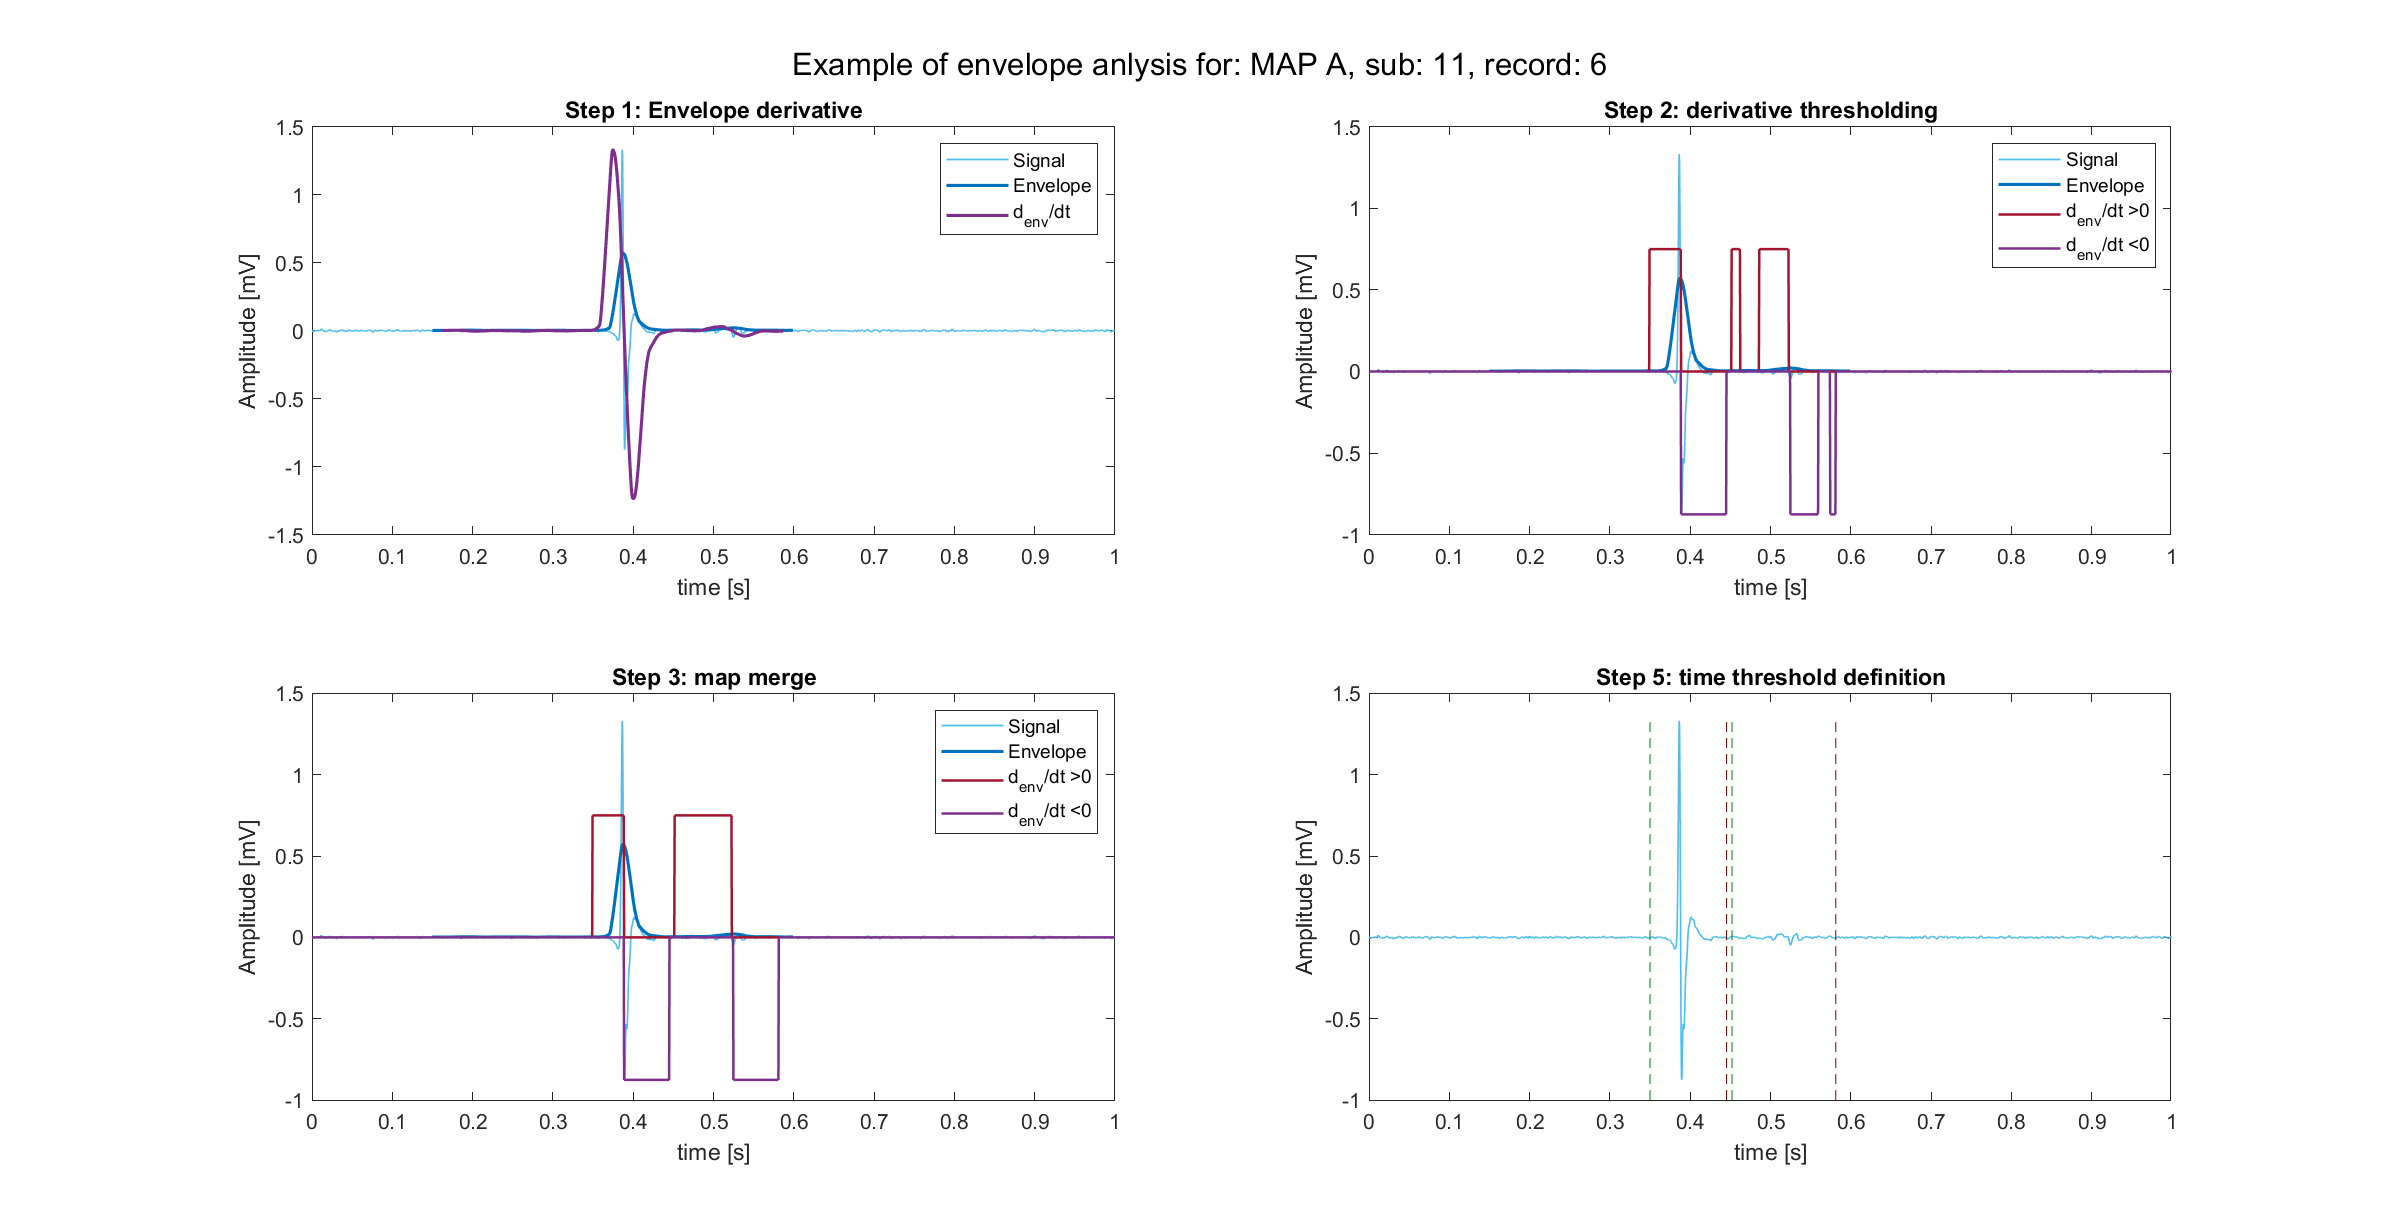 Example of envelope anlysis for: MAP A, sub: 11, record: 6
Step 1: Envelope derivative
1.5
1
0.5
0
-0.5
-1
-1.5
Amplitude [mV]
0 0.1 0.2 0.3 0.4 0.5 0.6 0.7 0.8 0.9 1
time [s]
Signal
Envelope
d_env/dt
Step 2: derivative thresholding
1.5
1
0.5
0
-0.5
-1
Amplitude [mV]
0 0.1 0.2 0.3 0.4 0.5 0.6 0.7 0.8 0.9 1
time [s]
Signal
Envelope
d_env/dt >0
d_env/dt <0
Step 3: map merge
1.5
1
0.5
0
-0.5
-1
Amplitude [mV]
0 0.1 0.2 0.3 0.4 0.5 0.6 0.7 0.8 0.9 1
time [s]
Signal
Envelope
d_env/dt >0
d_env/dt <0
Step 5: time threshold definition
1.5
1
0.5
0
-0.5
-1
Amplitude [mV]
0 0.1 0.2 0.3 0.4 0.5 0.6 0.7 0.8 0.9 1
time [s]